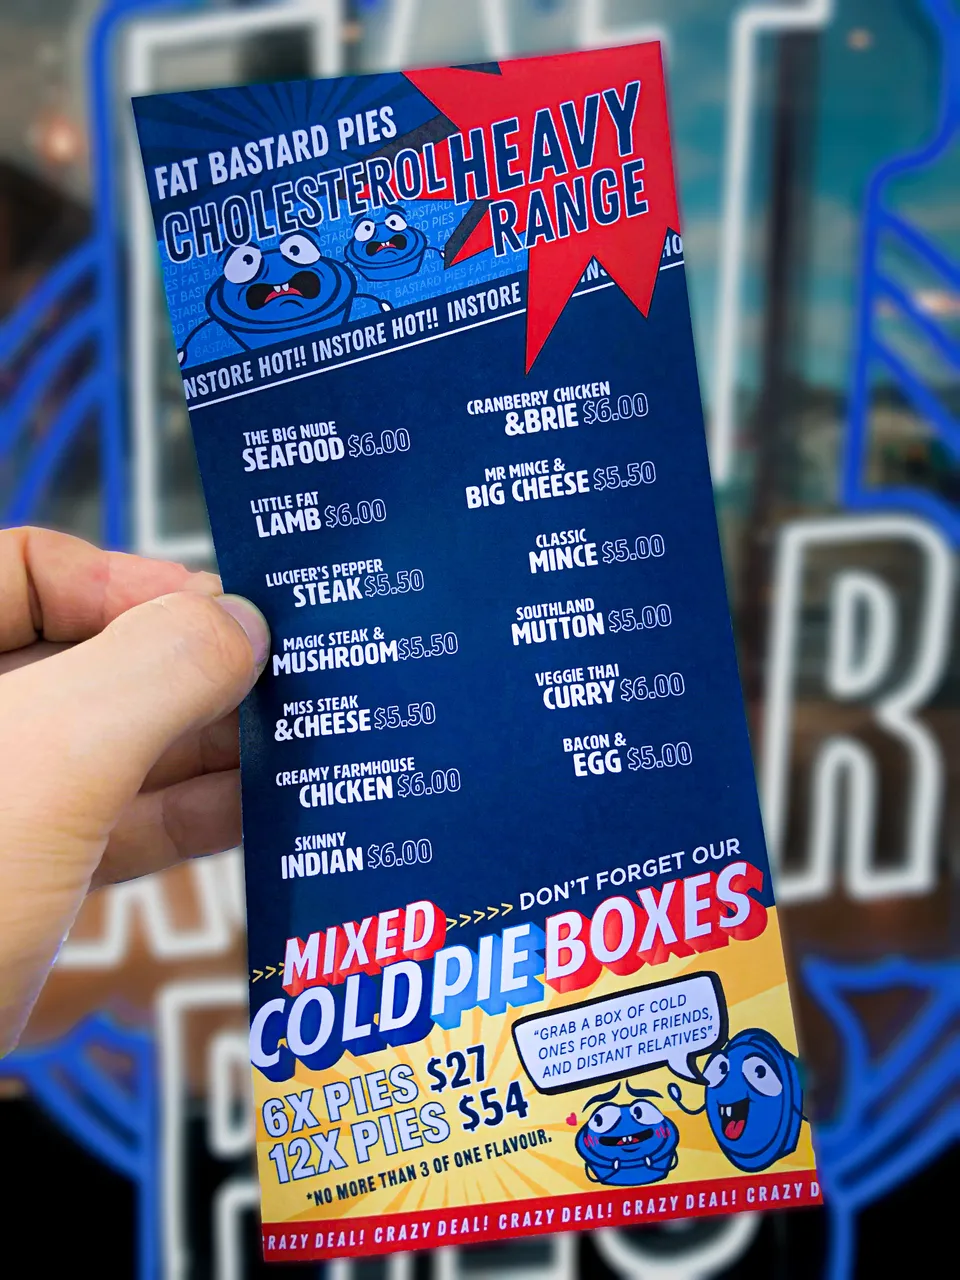 FAT BASTARD PIES
CHOLESTEROL HEAVY
RANGE
NSTORE HOT!! INSTORE HOT!! INSTORE
THE BIG NUDE
SEAFOOD $6.00
LITTLE FAT
LAMB $6.00
LUCIFER'S PEPPER
STEAK $5.50
MAGIC STEAK &
MUSHROOM $5.50
MISS STEAK
&CHEESE $5.50
CREAMY FARMHOUSE
CHICKEN $6.00
SKINNY
INDIAN $6.00
CRANBERRY CHICKEN
&BRIE $6.00
MR MINCE &
BIG CHEESE $5.50
CLASSIC
MINCE $5.00
SOUTHLAND
MUTTON $5.00
VEGGIE THAI
CURRY $6.00
BACON &
EGG $5.00
>>>>> DON'T FORGET OUR
>>> MIXED
COLD PIE BOXES
"GRAB A BOX OF COLD
ONES FOR YOUR FRIENDS,
AND DISTANT RELATIVES".
6X PIES $27
12X PIES $54
*NO MORE THAN 3 OF ONE FLAVOUR.
RAZY DEAL! CRAZY DEAL! CRAZY DEAL! CRAZY DEAL! CRAZY D